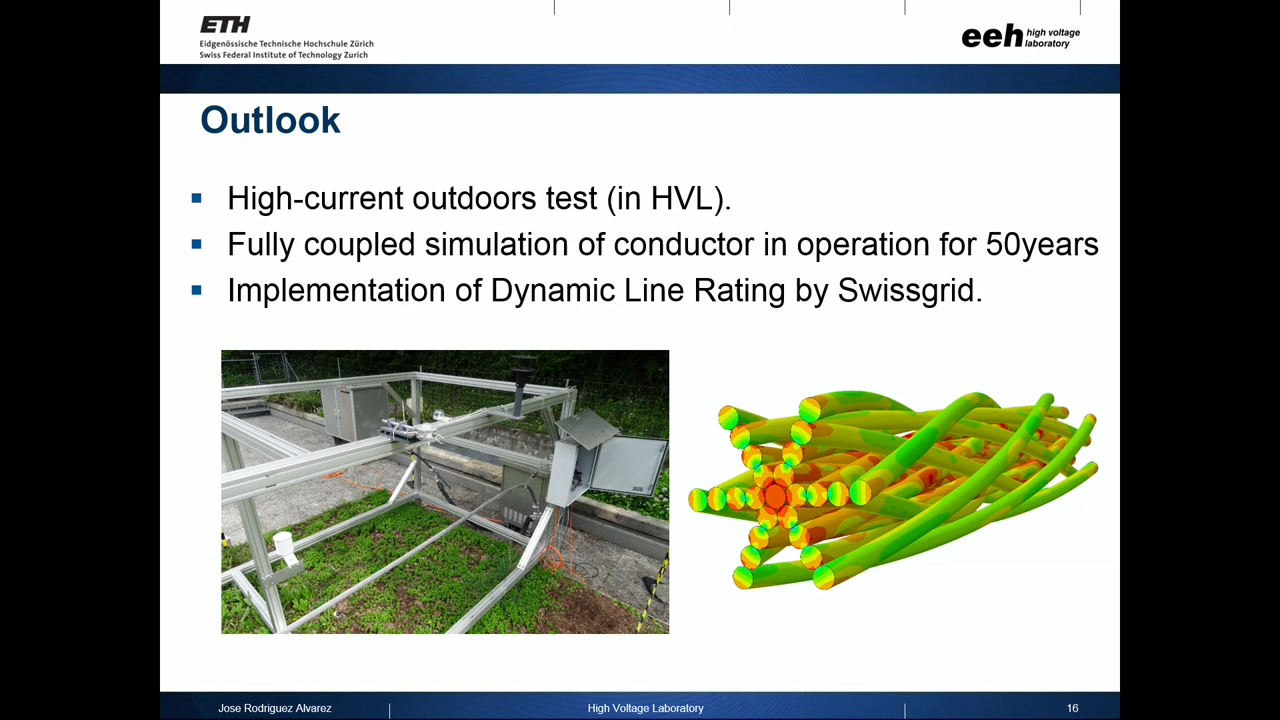 ETH
Eidgenössische Technische Hochschule Zürich
Swiss Federal Institute of Technology Zurich
eeh high voltage
laboratory
Outlook
High-current outdoors test (in HVL).
Fully coupled simulation of conductor in operation for 50years
Implementation of Dynamic Line Rating by Swissgrid.
Jose Rodriguez Alvarez
High Voltage Laboratory
16